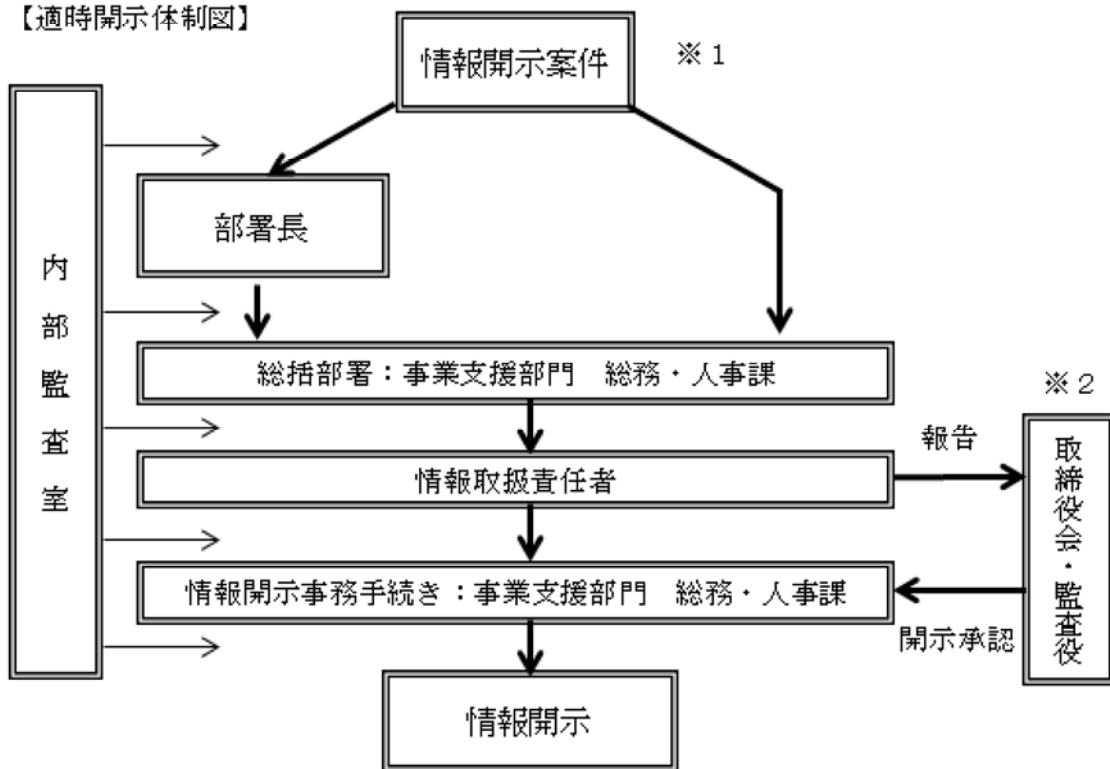 【適時開示体制図】
情報開示案件
※1
部署長
内部監査室
総括部署：事業支援部門　総務・人事課
※2
報告
情報取扱責任者
取締役会・監査役
情報開示事務手続き：事業支援部門　総務・人事課
開示承認
情報開示